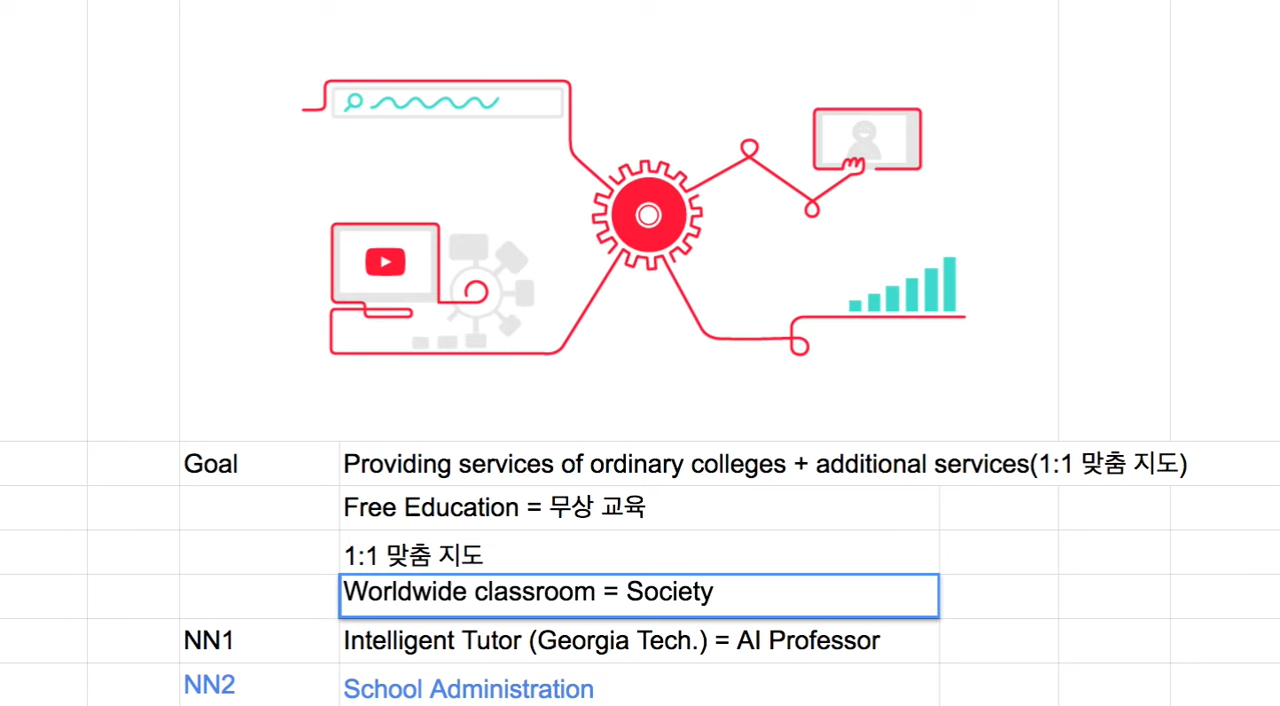 Goal Providing services of ordinary colleges + additional services(1:1 맞춤 지도)
Free Education = 무상 교육
1:1 맞춤 지도
Worldwide classroom = Society
NN1 Intelligent Tutor (Georgia Tech.) = AI Professor
NN2 School Administration